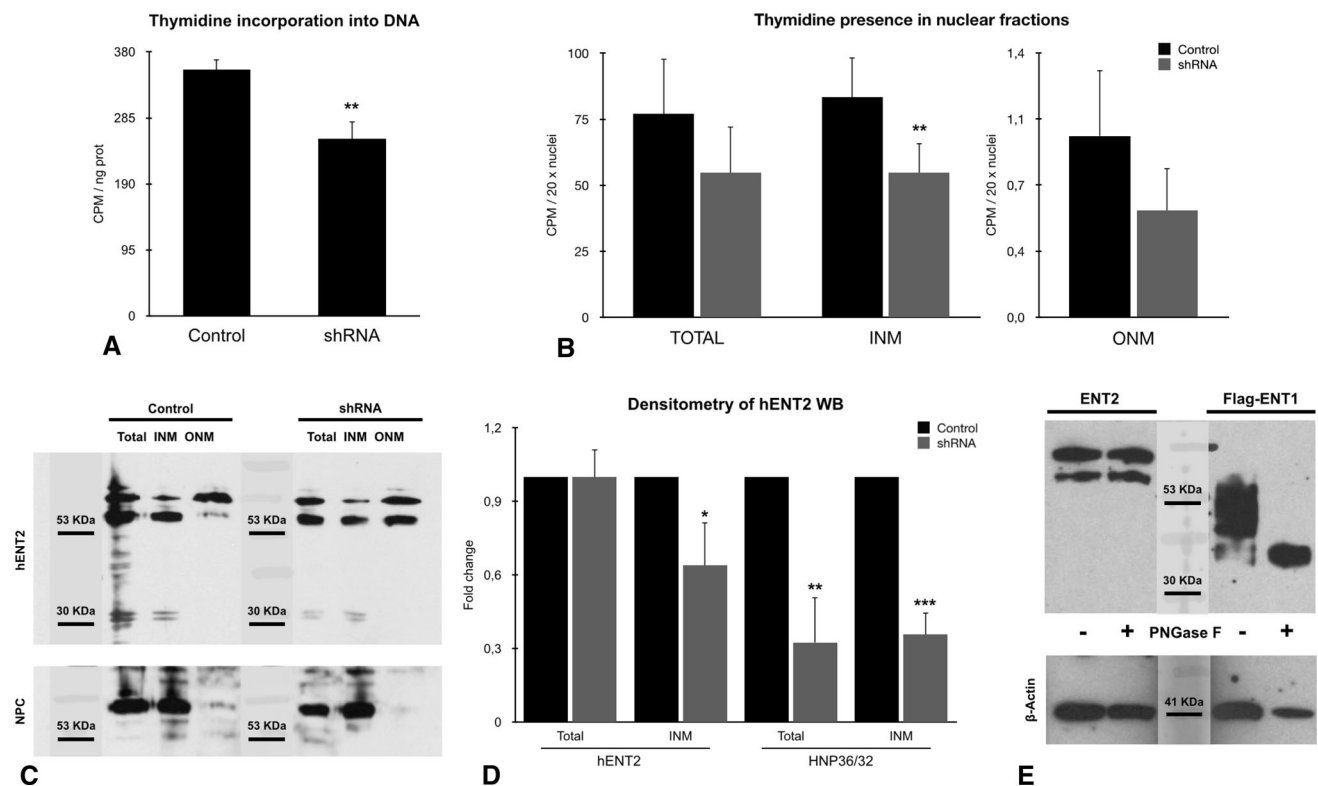 Thymidine incorporation into DNA
380
285
190
95
0
CPM / ng prot
**
Control
shRNA
A
Thymidine presence in nuclear fractions
Control
shRNA
100
75
50
25
0
CPM / 20 x nuclei
**
TOTAL
INM
1,4
1,1
0,7
0,4
0,0
CPM / 20 x nuclei
ONM
B
Control
shRNA
Total INM ONM
Total INM ONM
hENT2
53 KDa
53 KDa
30 KDa
30 KDa
NPC
53 KDa
53 KDa
C
Densitometry of hENT2 WB
Control
shRNA
1,2
0,9
0,6
0,3
0
Fold change
*
**
***
Total
INM
Total
INM
hENT2
HNP36/32
D
ENT2
Flag-ENT1
53 KDa
30 KDa
- + PNGase F - +
β-Actin
41 KDa
E